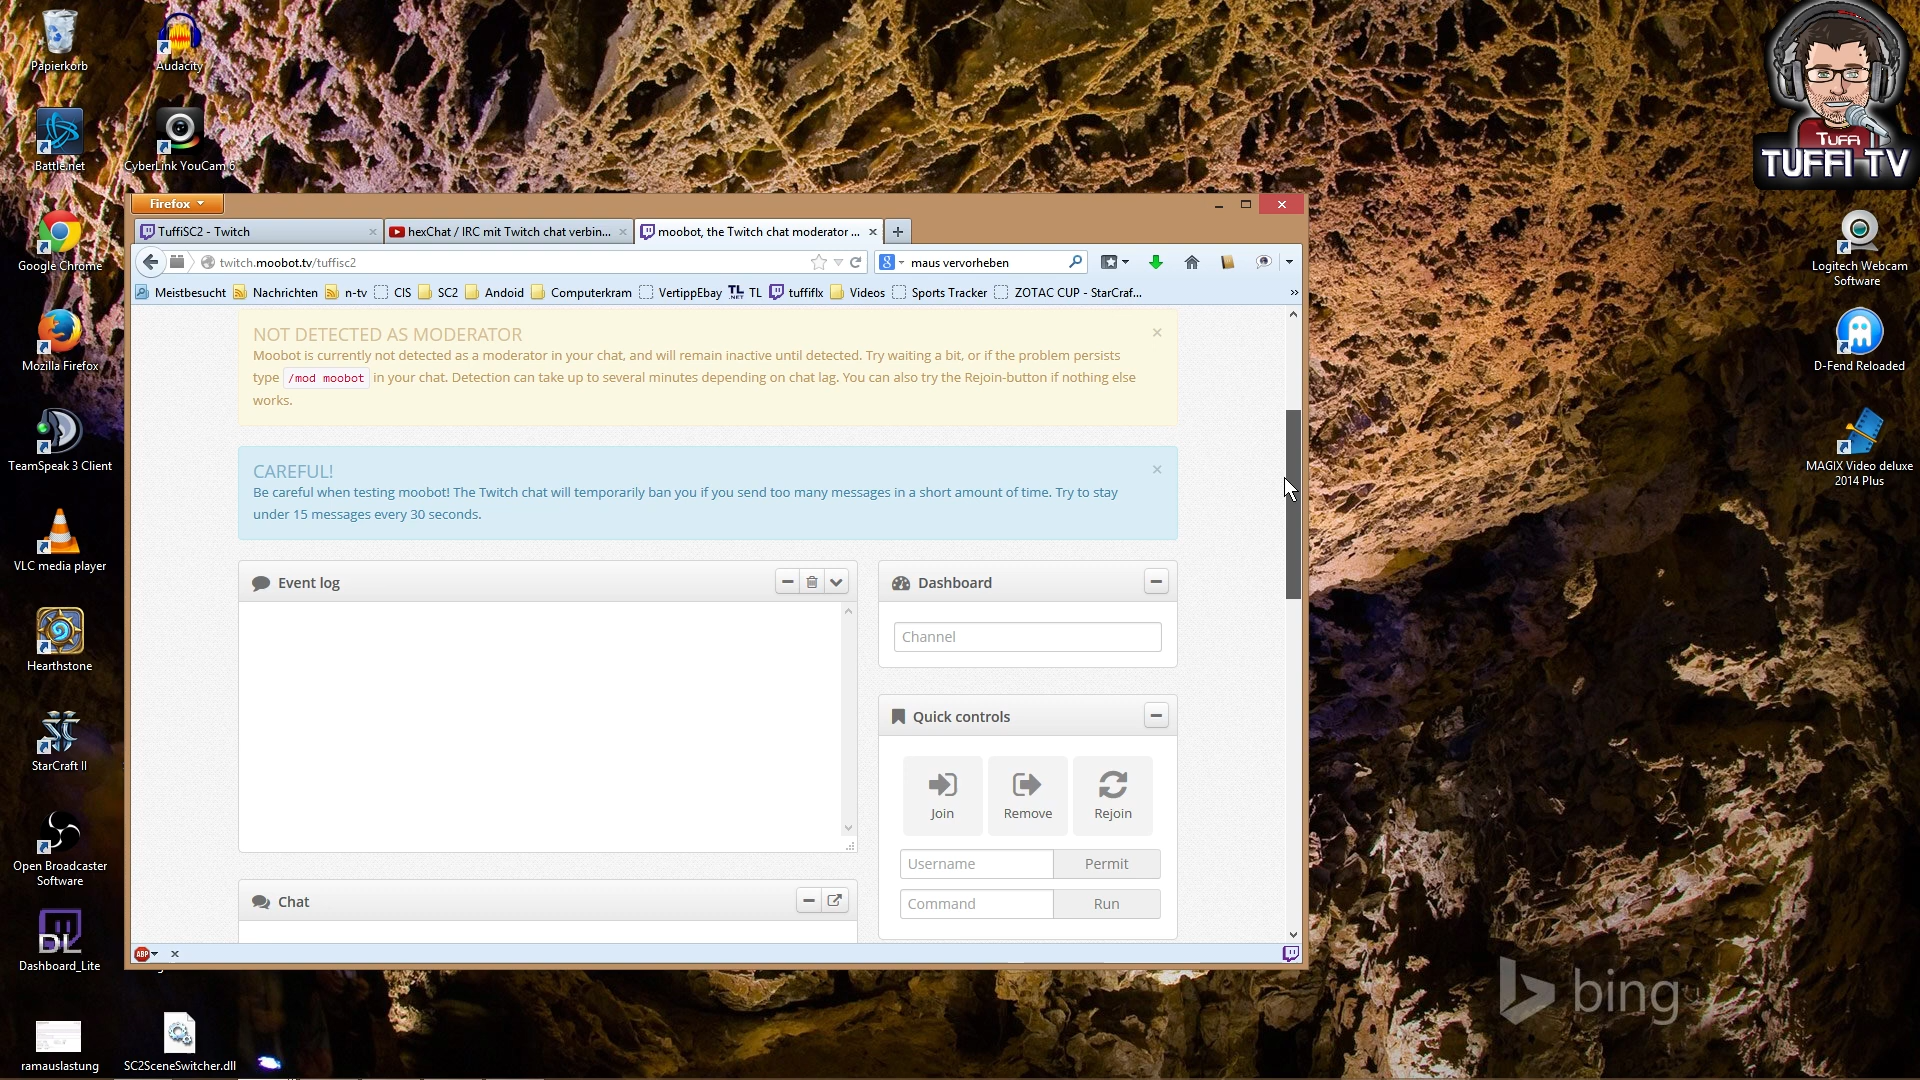 Papierkorb
Audacity
Battle.net
CyberLink YouCam 6
Google Chrome
Mozilla Firefox
TeamSpeak 3 Client
VLC media player
Hearthstone
StarCraft II
Open Broadcaster
Software
DL
Dashboard_Lite
ramauslastung
SC2SceneSwitcher.dll
TUFFI
TUFFI TV
Logitech Webcam
Software
D-Fend Reloaded
MAGIX Video deluxe
2014 Plus
Firefox
TuffiSC2 - Twitch
hexChat / IRC mit Twitch chat verbin...
moobot, the Twitch chat moderator ...
twitch.moobot.tv/tuffisc2
8 maus vervorheben
Meistbesucht Nachrichten n-tv CIS SC2 Andoid Computerkram VertippEbay TL .NET TL tuffiflx Videos Sports Tracker ZOTAC CUP - StarCraf...
NOT DETECTED AS MODERATOR
Moobot is currently not detected as a moderator in your chat, and will remain inactive until detected. Try waiting a bit, or if the problem persists
type /mod moobot in your chat. Detection can take up to several minutes depending on chat lag. You can also try the Rejoin-button if nothing else
works.
CAREFUL!
Be careful when testing moobot! The Twitch chat will temporarily ban you if you send too many messages in a short amount of time. Try to stay
under 15 messages every 30 seconds.
Event log
Dashboard
Channel
Quick controls
Join Remove Rejoin
Username Permit
Command Run
Chat
ABP
bing